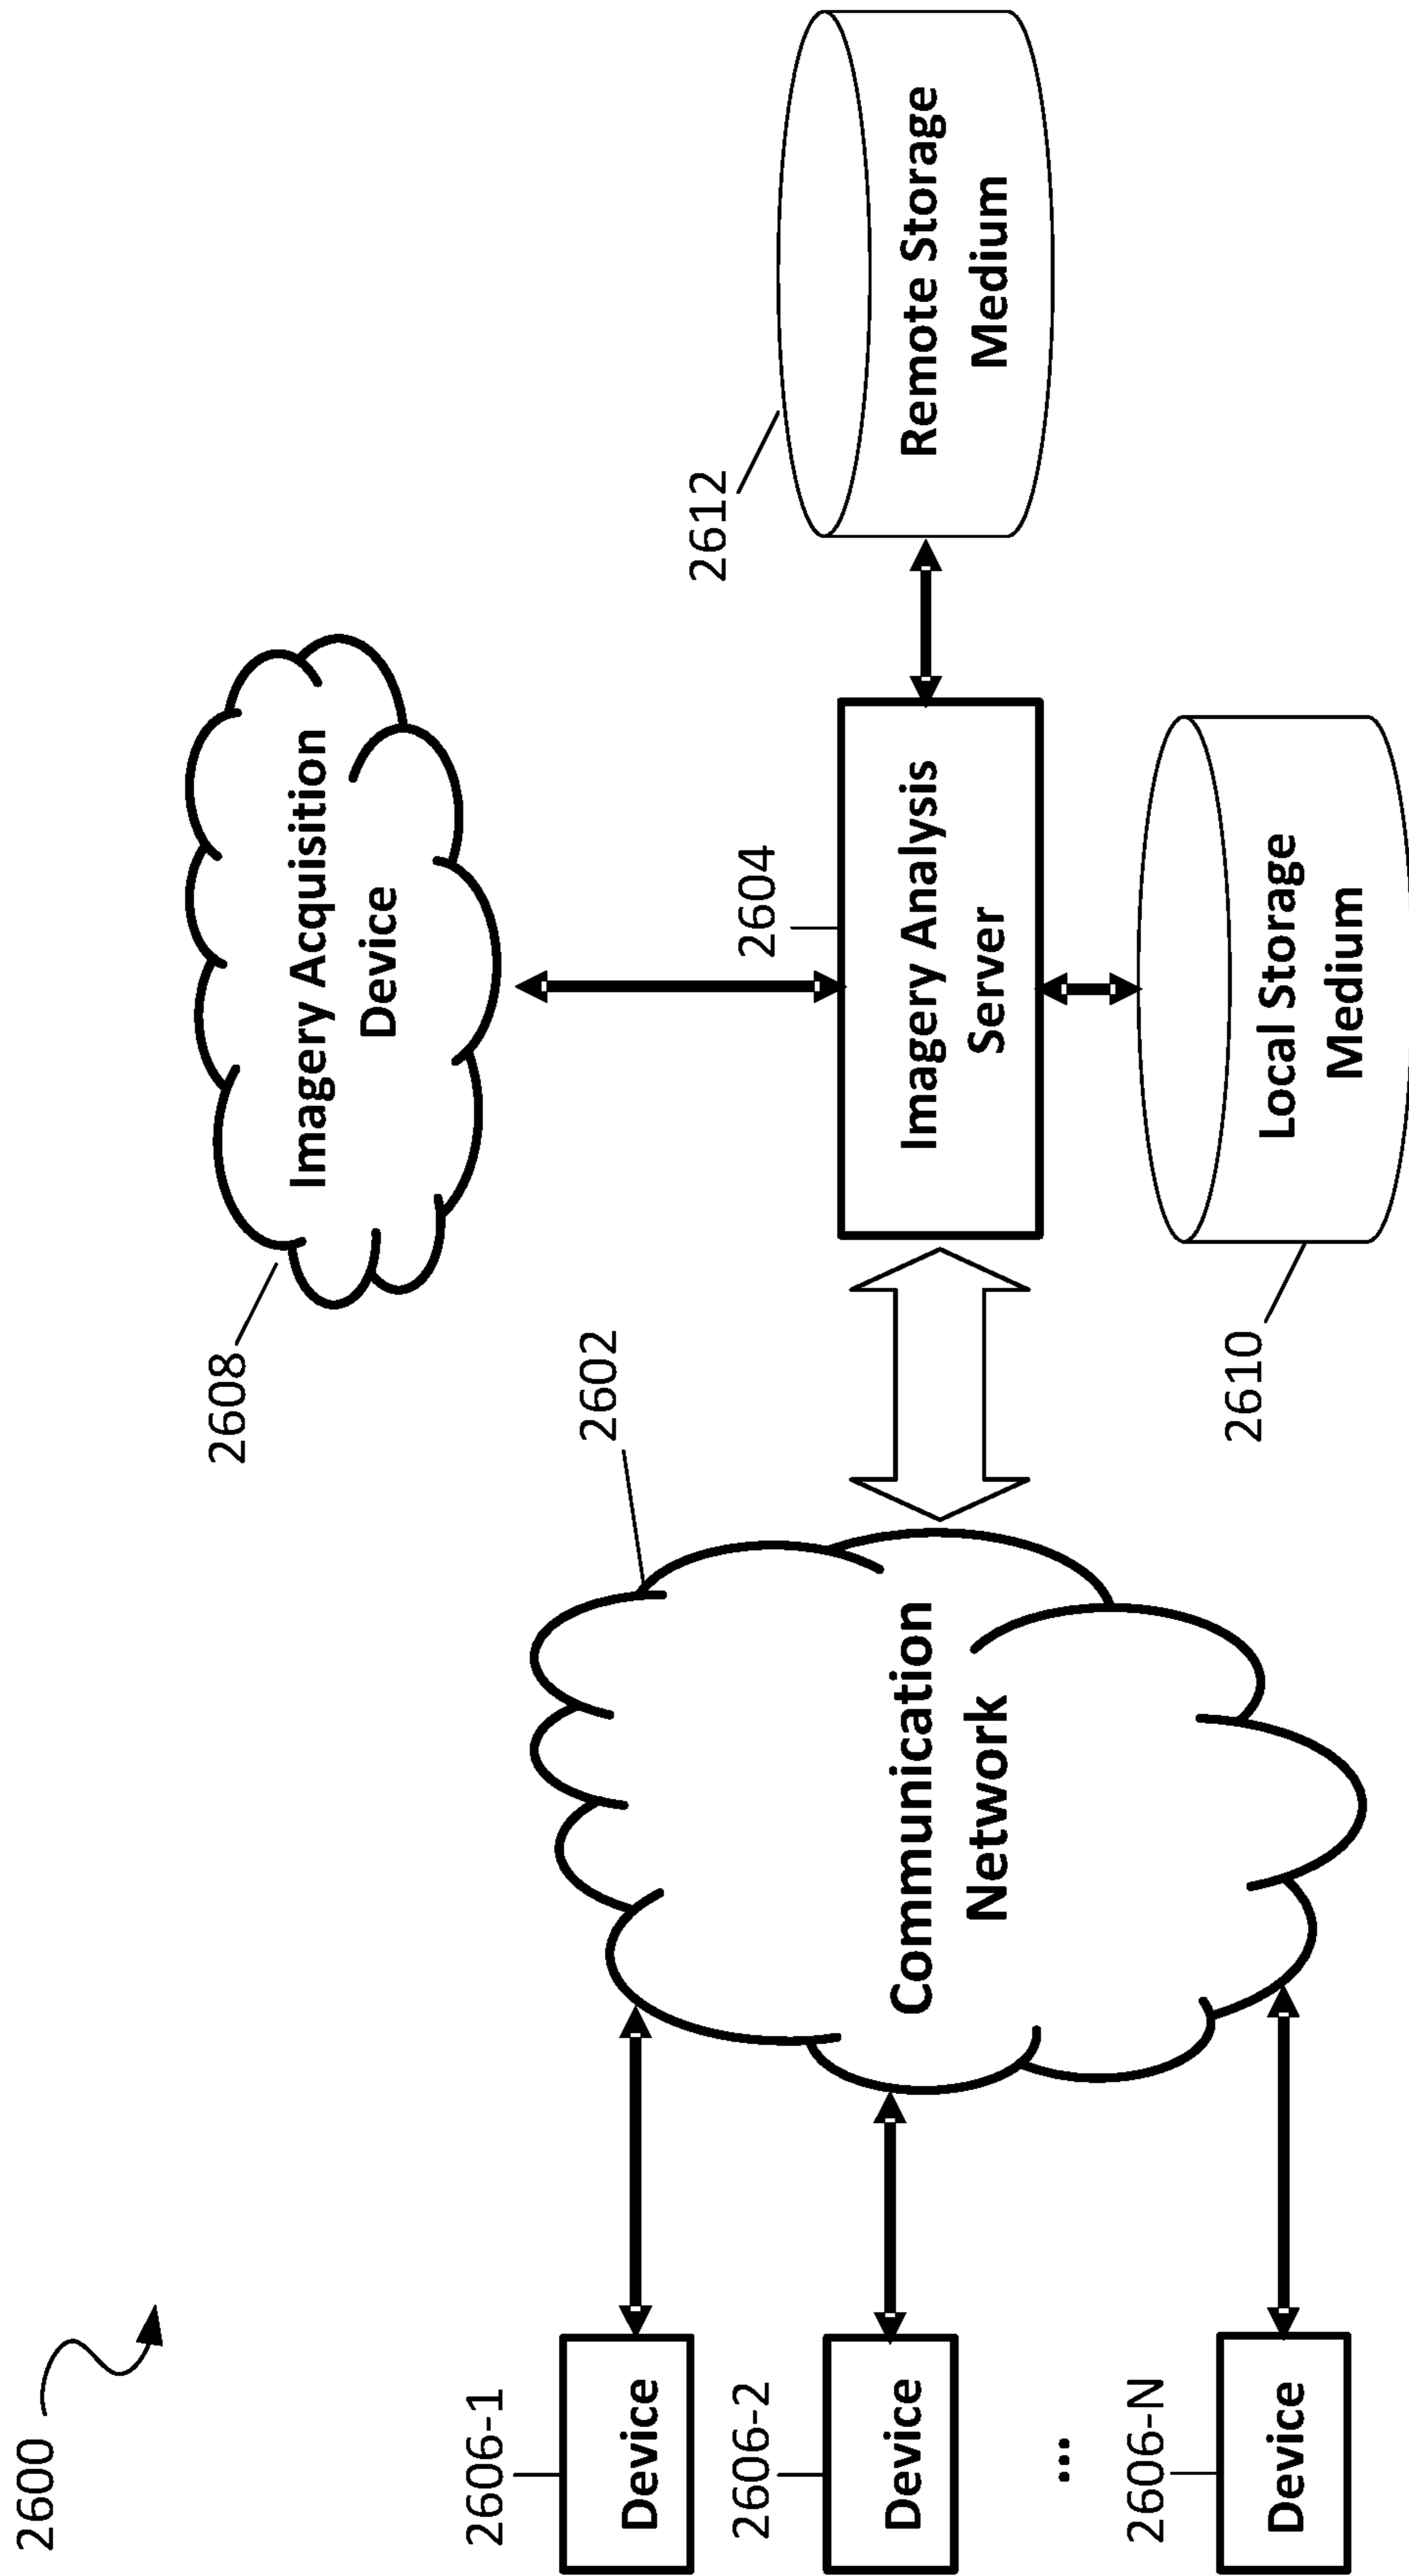 2600
2608
Imagery Acquisition
Device
2602
2612
2604
2606-1
Device
2606-2
Device
...
2606-N
Device
Communication
Network
Imagery Analysis
Server
Remote Storage
Medium
2610
Local Storage
Medium